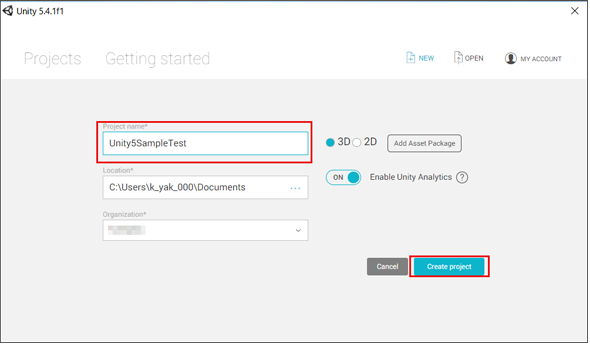 Unity 5.4.1f1
Projects Getting started NEW OPEN MY ACCOUNT
Project name*
Unity5SampleTest
3D 2D Add Asset Package
Location*
C:\Users\k_yak_000\Documents ...
ON Enable Unity Analytics ?
Organization*
Cancel Create project